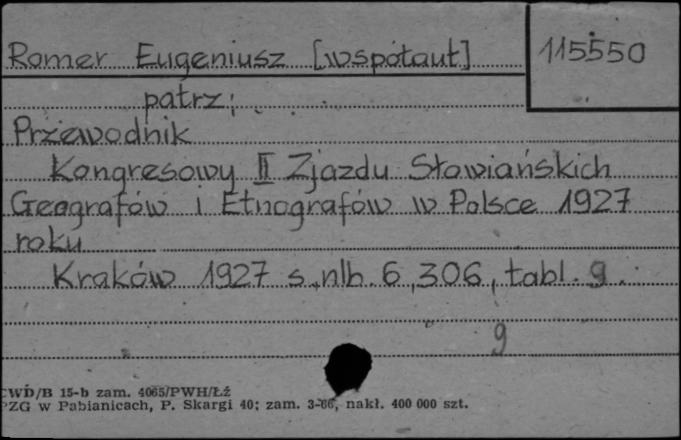 Romer Eugeniusz [współaut]
115550
patrz:
Przewodnik
Kongresowy II Zjazdu Słowiańskich
Geografów i Etnografów w Polsce 1927
roku
Kraków 1927 s. nlb. 6, 306, tabl. 9.
9
CWD/B 15-b zam. 4065/PWH/Łż
PZG w Pabianicach, P. Skargi 40; zam. 3-66, nakł. 400 000 szt.